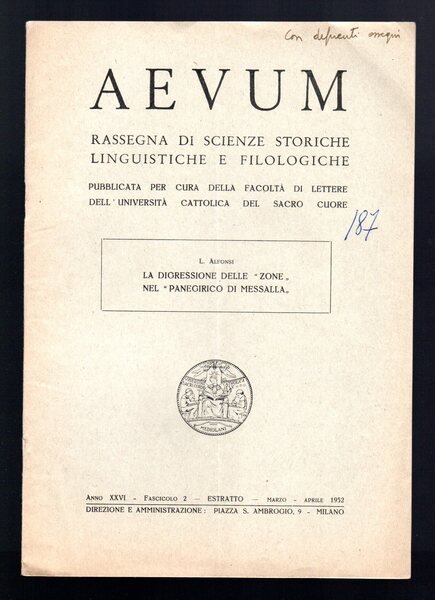 Con deferenti ossequi
AEVUM
RASSEGNA DI SCIENZE STORICHE
LINGUISTICHE E FILOLOGICHE
PUBBLICATA PER CURA DELLA FACOLTÀ DI LETTERE
DELL'UNIVERSITÀ CATTOLICA DEL SACRO CUORE
187
L. Alfonsi
LA DIGRESSIONE DELLE "ZONE„
NEL "PANEGIRICO DI MESSALLA„
MEDIOLANI
Anno XXVI - Fascicolo 2 — ESTRATTO — Marzo - Aprile 1952
DIREZIONE E AMMINISTRAZIONE: PIAZZA S. AMBROGIO, 9 - MILANO